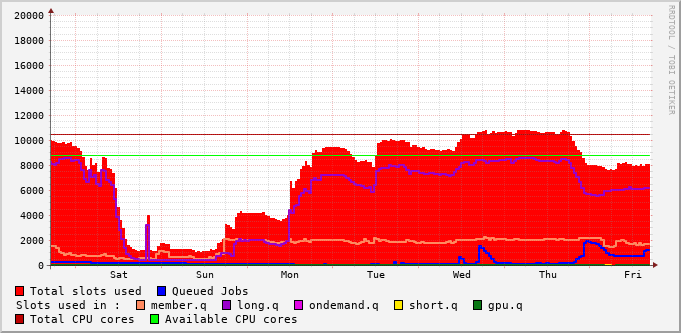 20000
18000
16000
14000
12000
10000
8000
6000
4000
2000
0
Sat Sun Mon Tue Wed Thu Fri
RRDTOOL / TOBI OETIKER
Total slots used Queued Jobs
Slots used in : member.q long.q ondemand.q short.q gpu.q
Total CPU cores Available CPU cores